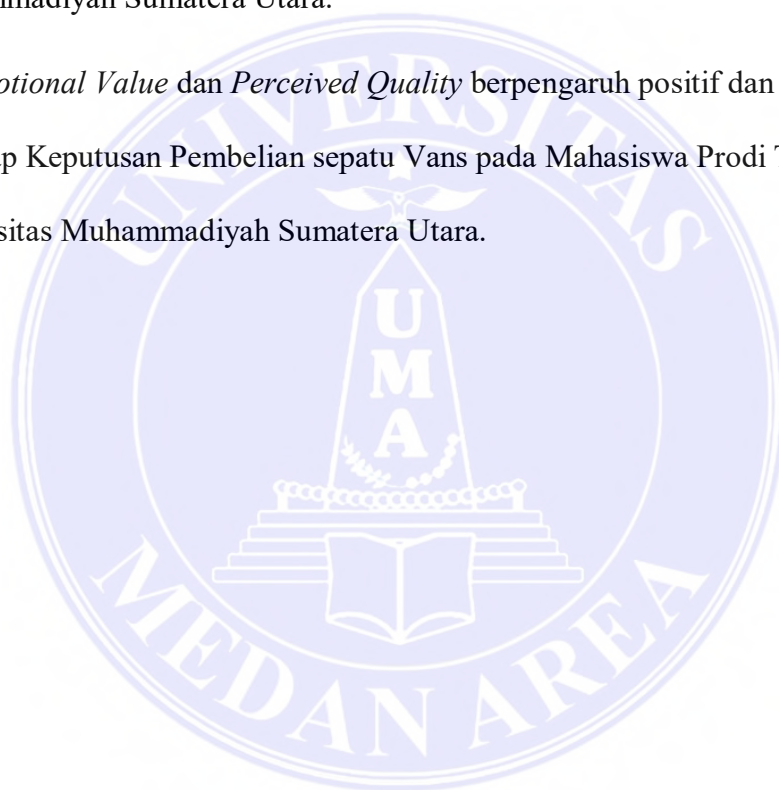 mmadiyah Sumatera Utara.
otional Value dan Perceived Quality berpengaruh positif dan
ap Keputusan Pembelian sepatu Vans pada Mahasiswa Prodi
sitas Muhammadiyah Sumatera Utara.
UNIVERSITAS
UMA
MEDAN AREA